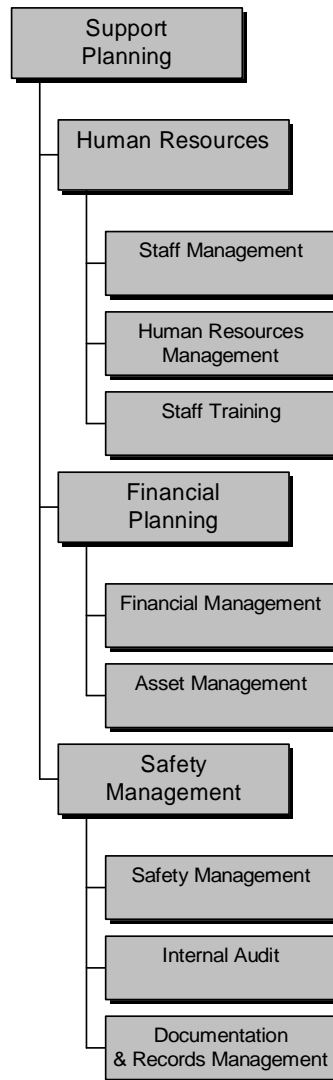 Support
Planning
Human Resources
Staff Management
Human Resources
Management
Staff Training
Financial
Planning
Financial Management
Asset Management
Safety
Management
Safety Management
Internal Audit
Documentation
& Records Management